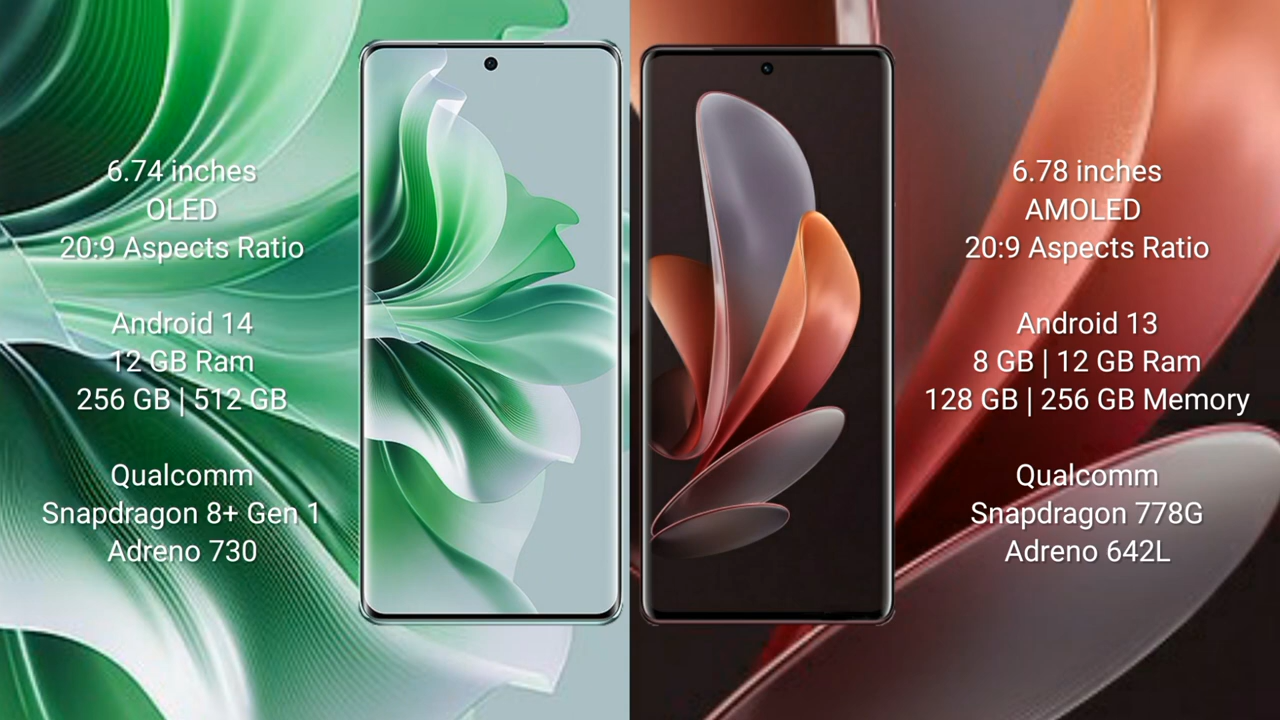 6.74 inches
OLED
20:9 Aspects Ratio
Android 14
12 GB Ram
256 GB | 512 GB
Qualcomm
Snapdragon 8+ Gen 1
Adreno 730
6.78 inches
AMOLED
20:9 Aspects Ratio
Android 13
8 GB | 12 GB Ram
128 GB | 256 GB Memory
Qualcomm
Snapdragon 778G
Adreno 642L